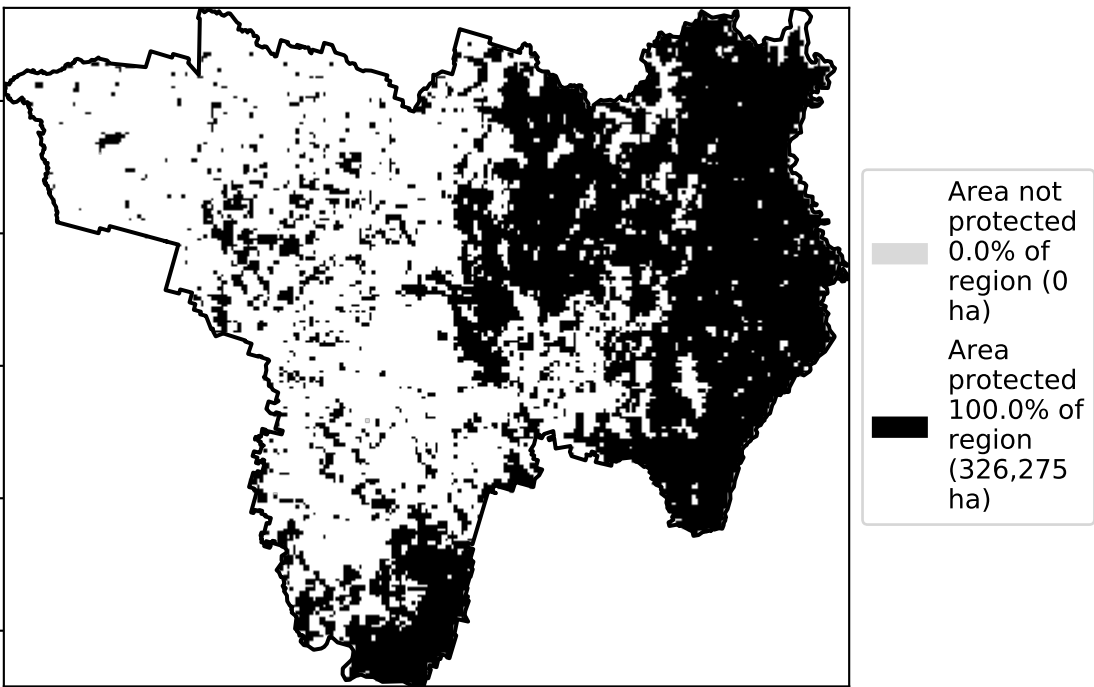 Area not
protected
0.0% of
region (0
ha)
Area
protected
100.0% of
region
(326,275
ha)